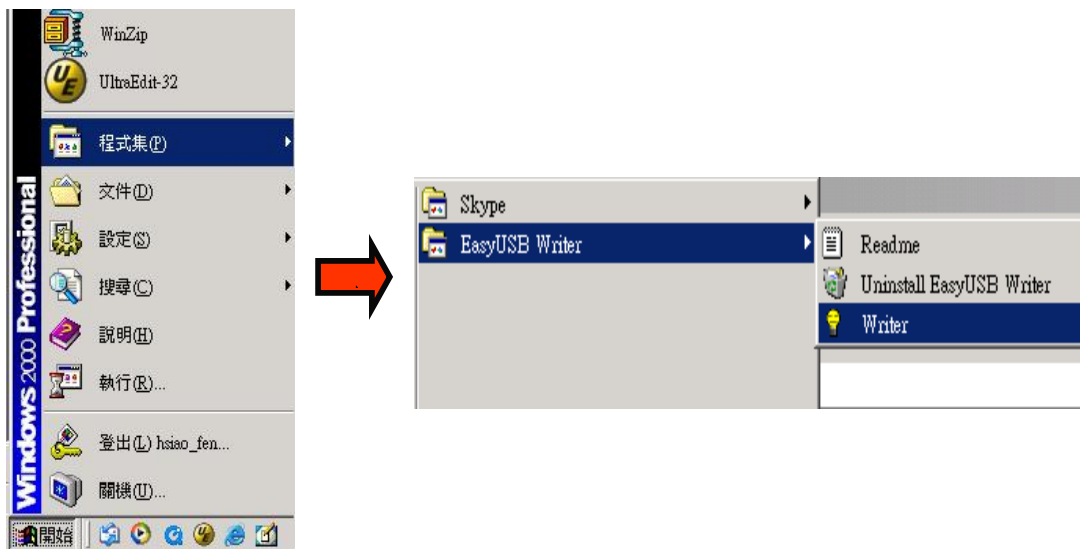 WinZip
UltraEdit-32
程式集(P)
文件(D)
設定(S)
搜尋(C)
說明(H)
執行(R)...
登出(L) hsiao_fen...
關機(U)...
Windows 2000 Professional
開始
Skype
EasyUSB Writer
Readme
Uninstall EasyUSB Writer
Writer